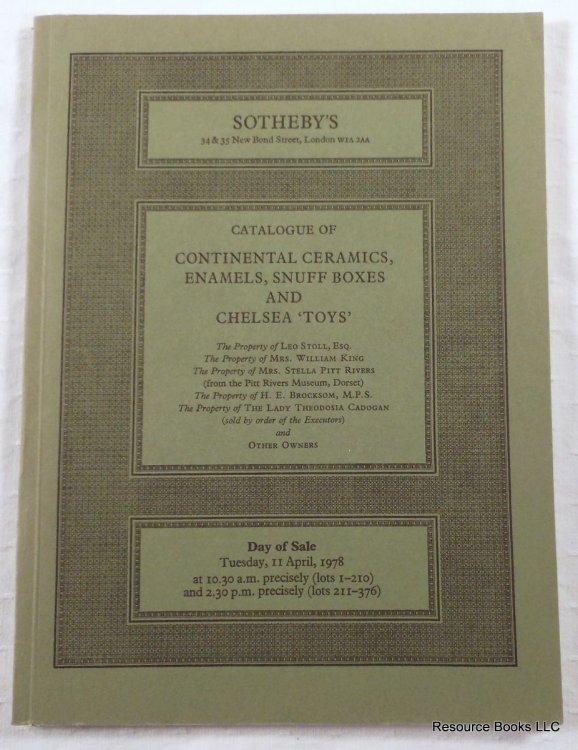 SOTHEBY'S
34 & 35 New Bond Street, London W1A 2AA
CATALOGUE OF
CONTINENTAL CERAMICS,
ENAMELS, SNUFF BOXES
AND
CHELSEA ‘TOYS’
The Property of LEO STOLL, ESQ.
The Property of MRS. WILLIAM KING
The Property of MRS. STELLA PITT RIVERS
(from the Pitt Rivers Museum, Dorset)
The Property of H. E. BROCKSOM, M.P.S.
The Property of THE LADY THEODOSIA CADOGAN
(sold by order of the Executors)
and
OTHER OWNERS
Day of Sale
Tuesday, 11 April, 1978
at 10.30 a.m. precisely (lots 1–210)
and 2.30 p.m. precisely (lots 211–376)
Resource Books LLC